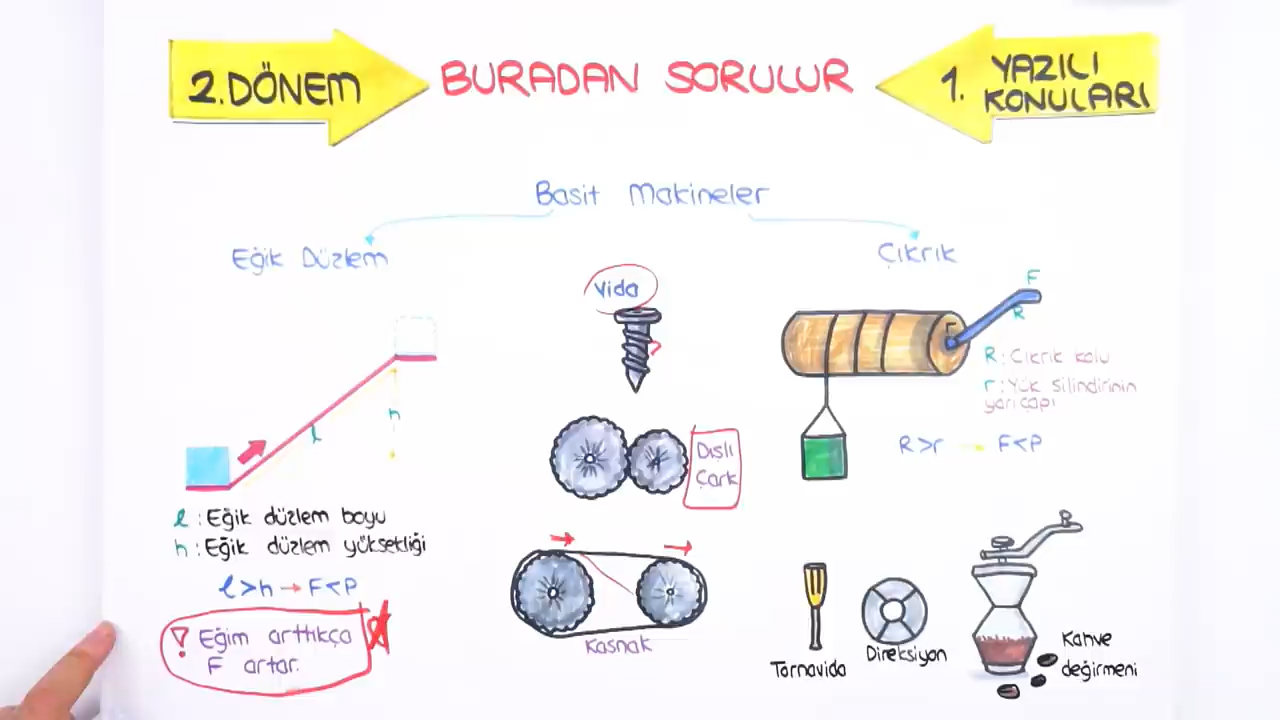 2. DÖNEM
BURADAN SORULUR
1. YAZILI
KONULARI
Basit Makineler
Eğik Düzlem
Çıkrık
Vida
F
R
r
R: Çıkrık kolu
r: Yük silindirinin
yarıçapı
R>r → F<P
h
l
Dişli
Çark
l: Eğik düzlem boyu
h: Eğik düzlem yüksekliği
l>h → F<P
! Eğim arttıkça
F artar.
Kasnak
Tornavida
Direksiyon
Kahve
değirmeni